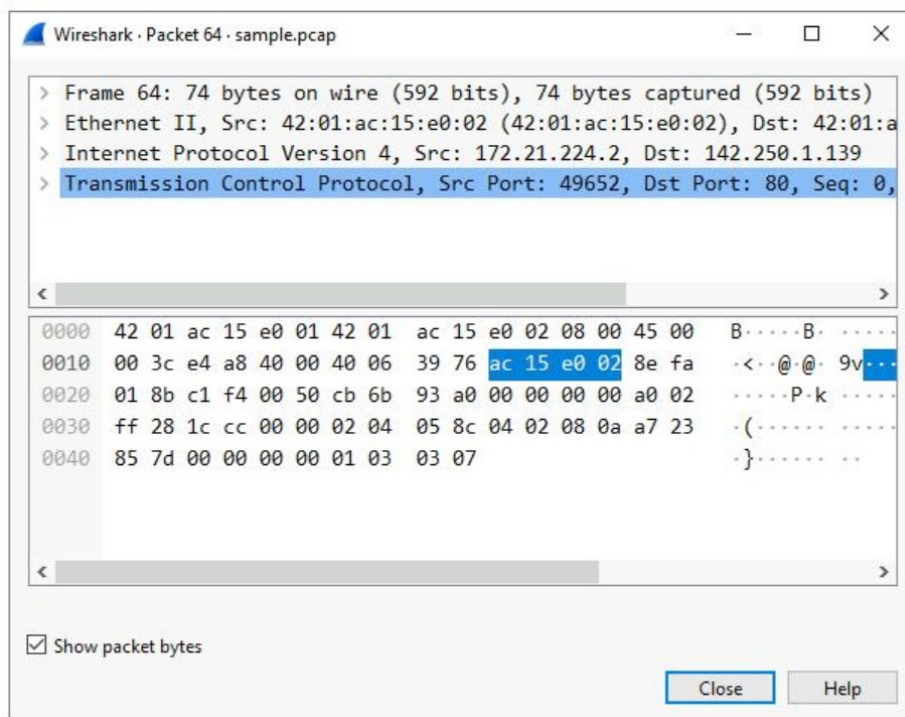 Wireshark · Packet 64 · sample.pcap
> Frame 64: 74 bytes on wire (592 bits), 74 bytes captured (592 bits)
> Ethernet II, Src: 42:01:ac:15:e0:02 (42:01:ac:15:e0:02), Dst: 42:01:a
> Internet Protocol Version 4, Src: 172.21.224.2, Dst: 142.250.1.139
> Transmission Control Protocol, Src Port: 49652, Dst Port: 80, Seq: 0,
0000 42 01 ac 15 e0 01 42 01 ac 15 e0 02 08 00 45 00 B·····B· ·····
0010 00 3c e4 a8 40 00 40 06 39 76 ac 15 e0 02 8e fa ·<··@·@· 9v···
0020 01 8b c1 f4 00 50 cb 6b 93 a0 00 00 00 00 a0 02 ·····P·k ·····
0030 ff 28 1c cc 00 00 02 04 05 8c 04 02 08 0a a7 23 ·(······ ·····
0040 85 7d 00 00 00 00 01 03 03 07 ·}······ ··
Show packet bytes
Close Help